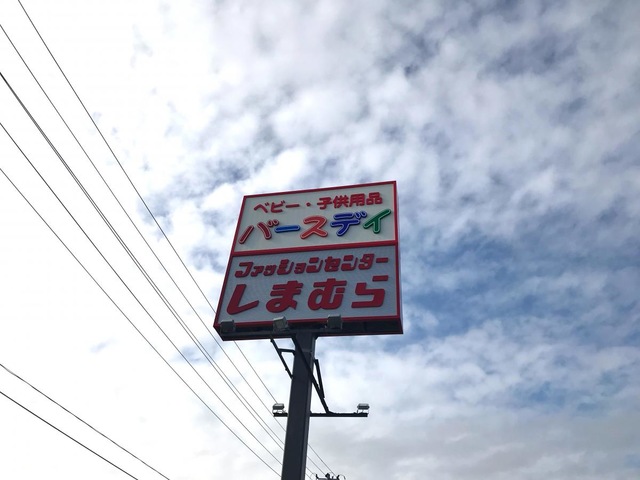 ベビー・子供用品
バースデイ
ファッションセンター
しまむら